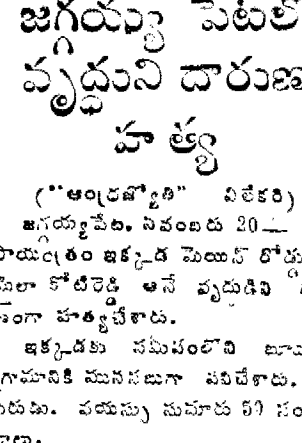 జగ్గయ్య పేటలో
వృద్ధుని దారుణ
హత్య
("ఆంధ్రజ్యోతి" విలేకరి)
జగ్గయ్యపేట, నవంబరు 20—
సాయంత్రం ఇక్కడ మెయిన్ రోడ్డు
కోటిరెడ్డి అనే వృద్ధుడిని
హత్యచేశారు.
ఇక్కడకు సమీపంలోని
గ్రామానికి మునసబుగా పనిచేశారు.
వయస్సు సుమారు